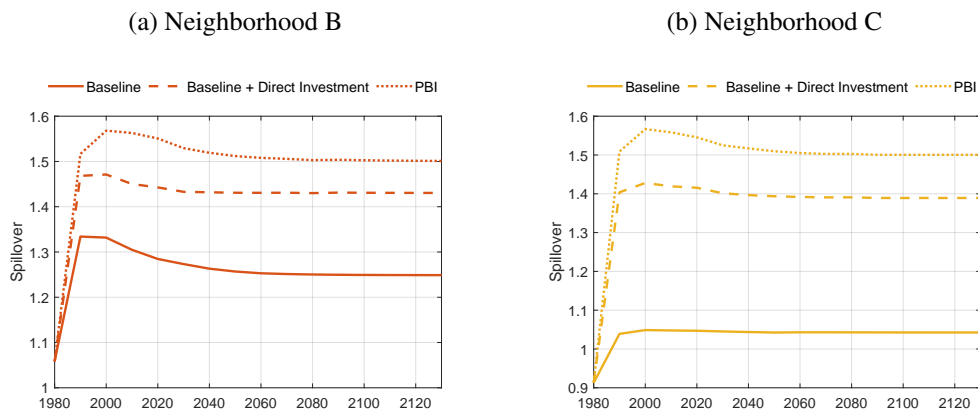 (a) Neighborhood B
Baseline Baseline + Direct Investment PBI
1.6
1.5
1.4
1.3
1.2
1.1
1
Spillover
1980 2000 2020 2040 2060 2080 2100 2120
(b) Neighborhood C
Baseline Baseline + Direct Investment PBI
1.6
1.5
1.4
1.3
1.2
1.1
1
0.9
Spillover
1980 2000 2020 2040 2060 2080 2100 2120